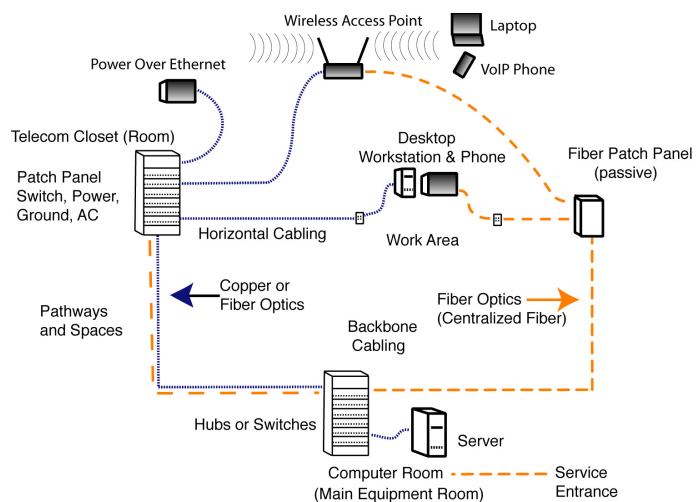 Wireless Access Point
Laptop
VoIP Phone
Power Over Ethernet
Telecom Closet (Room)
Patch Panel
Switch, Power,
Ground, AC
Desktop
Workstation & Phone
Fiber Patch Panel
(passive)
Horizontal Cabling
Work Area
Copper or
Fiber Optics
Fiber Optics
(Centralized Fiber)
Pathways
and Spaces
Backbone
Cabling
Hubs or Switches
Server
Computer Room
(Main Equipment Room)
Service
Entrance